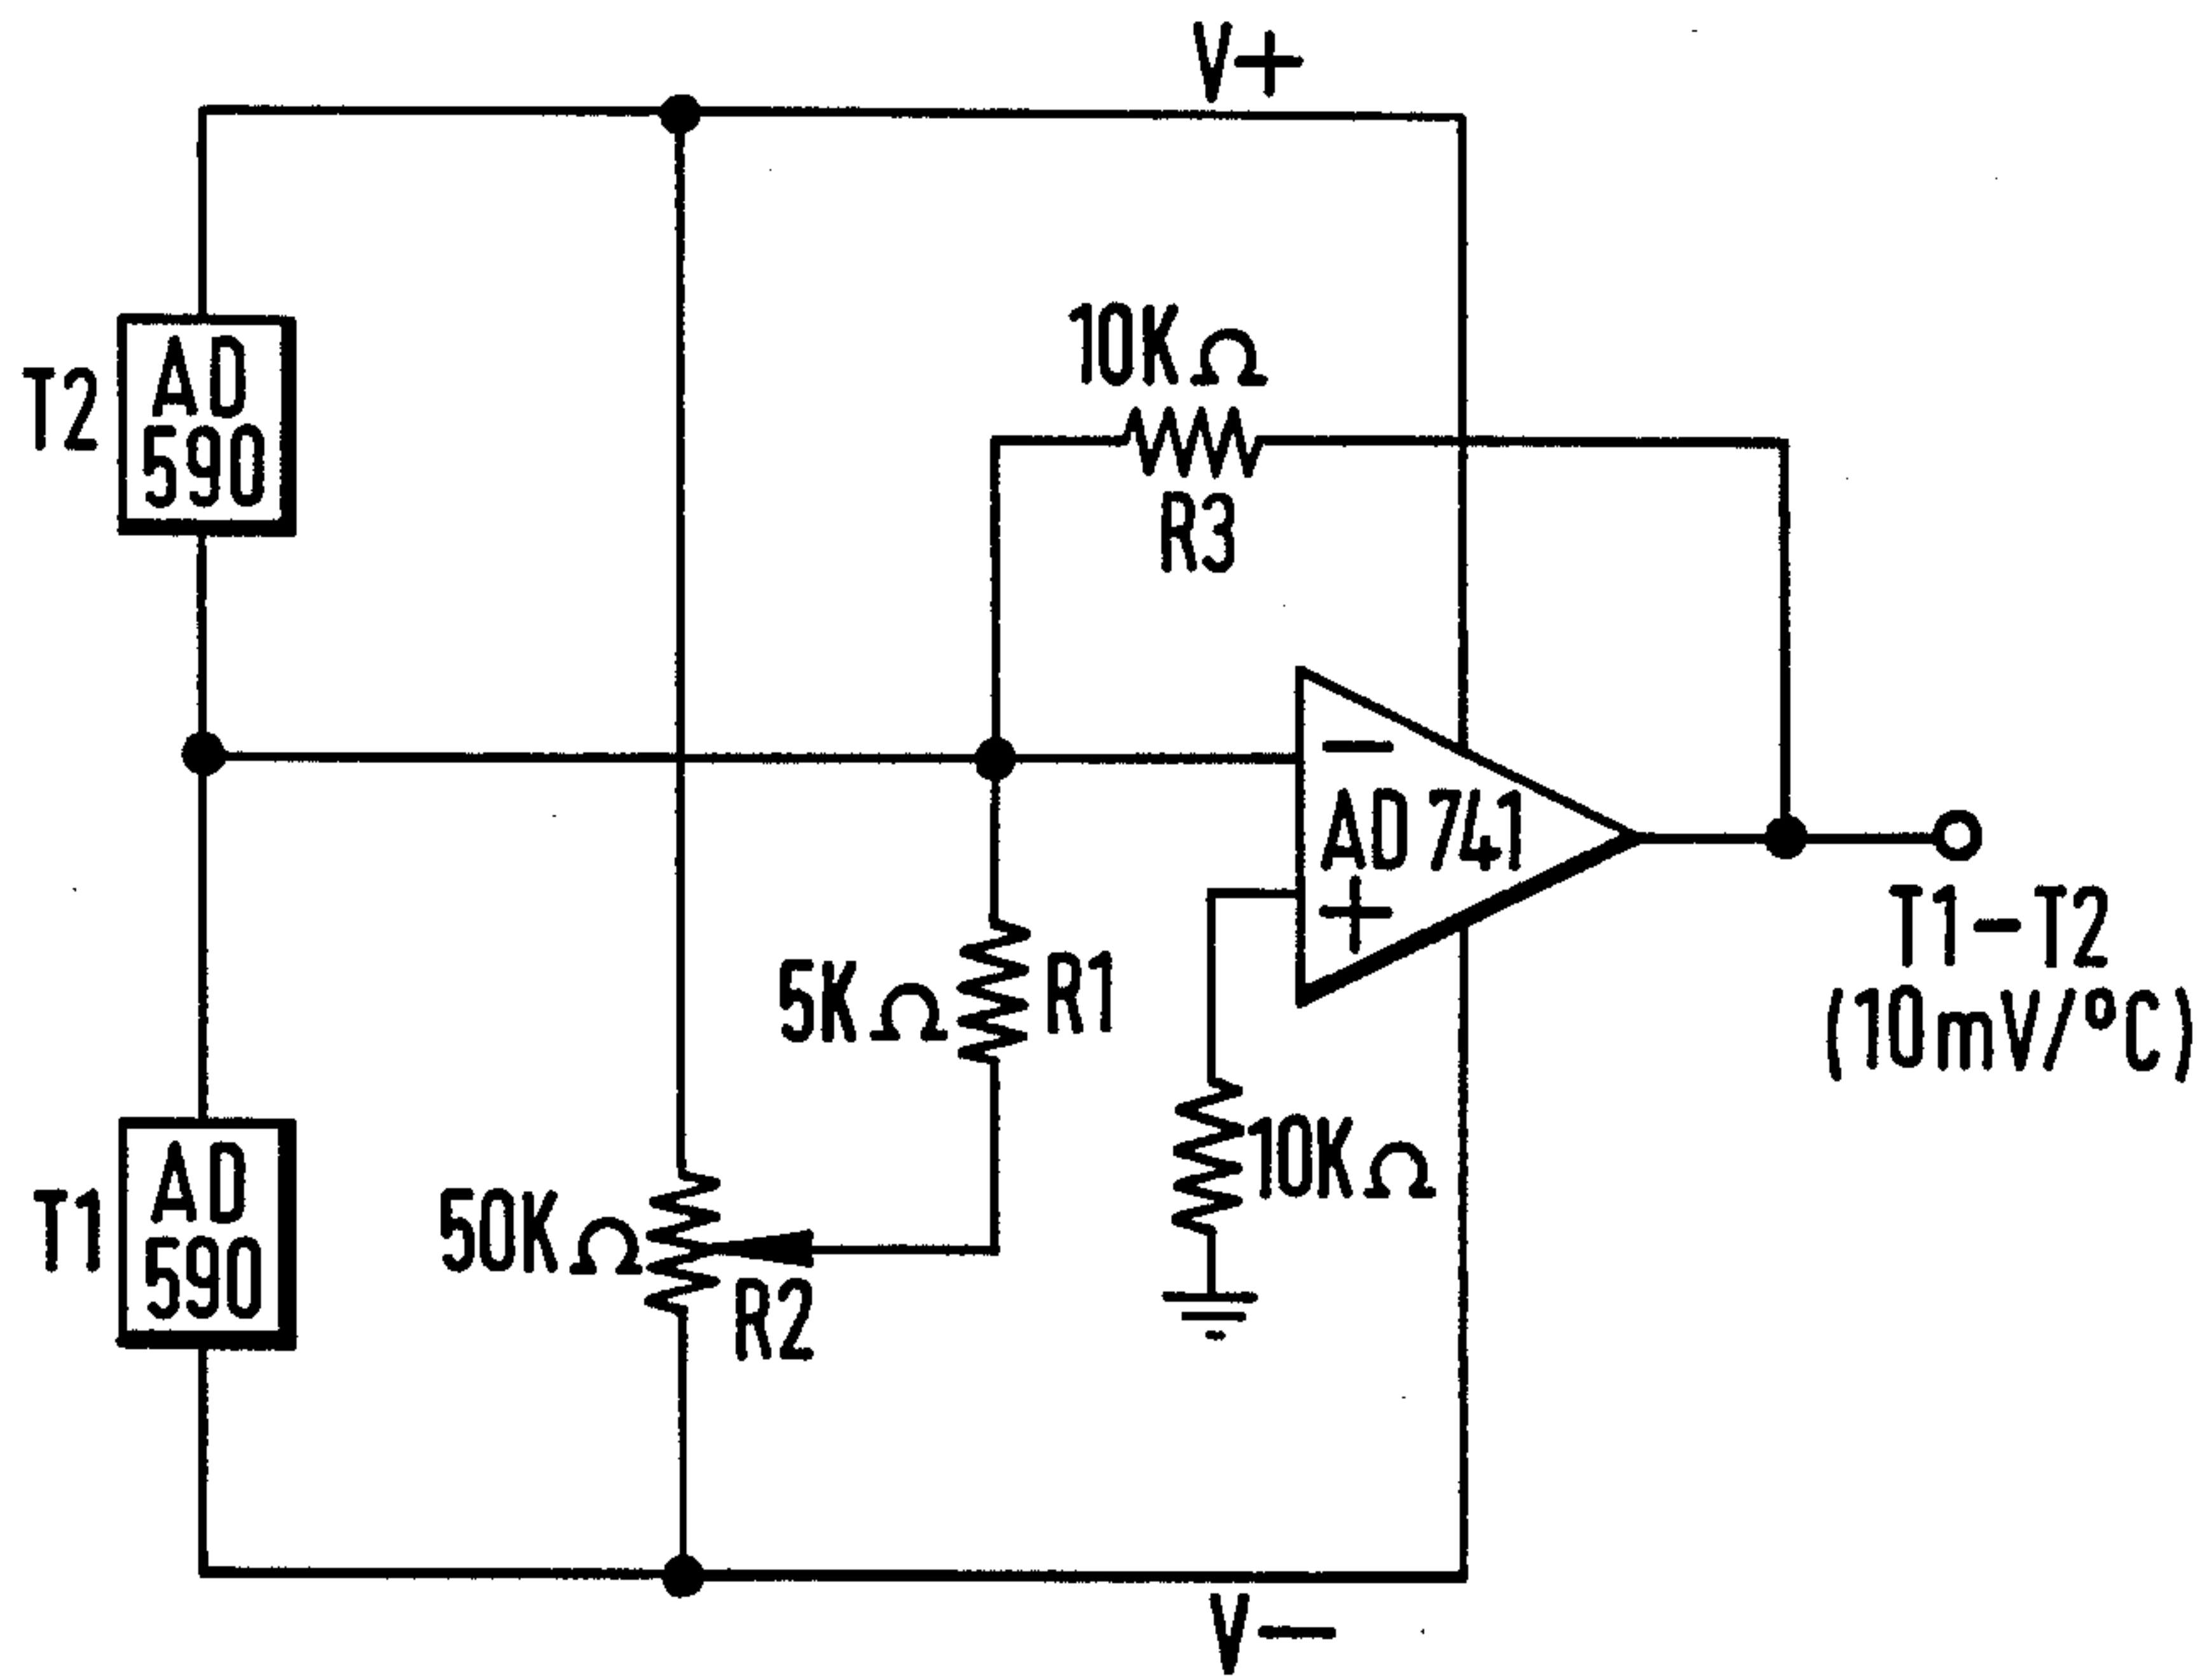 V+
10KΩ
R3
T2
AD
590
−
AD 741
+
T1−T2
(10mV/°C)
5KΩ
R1
10KΩ
T1
AD
590
50KΩ
R2
V−